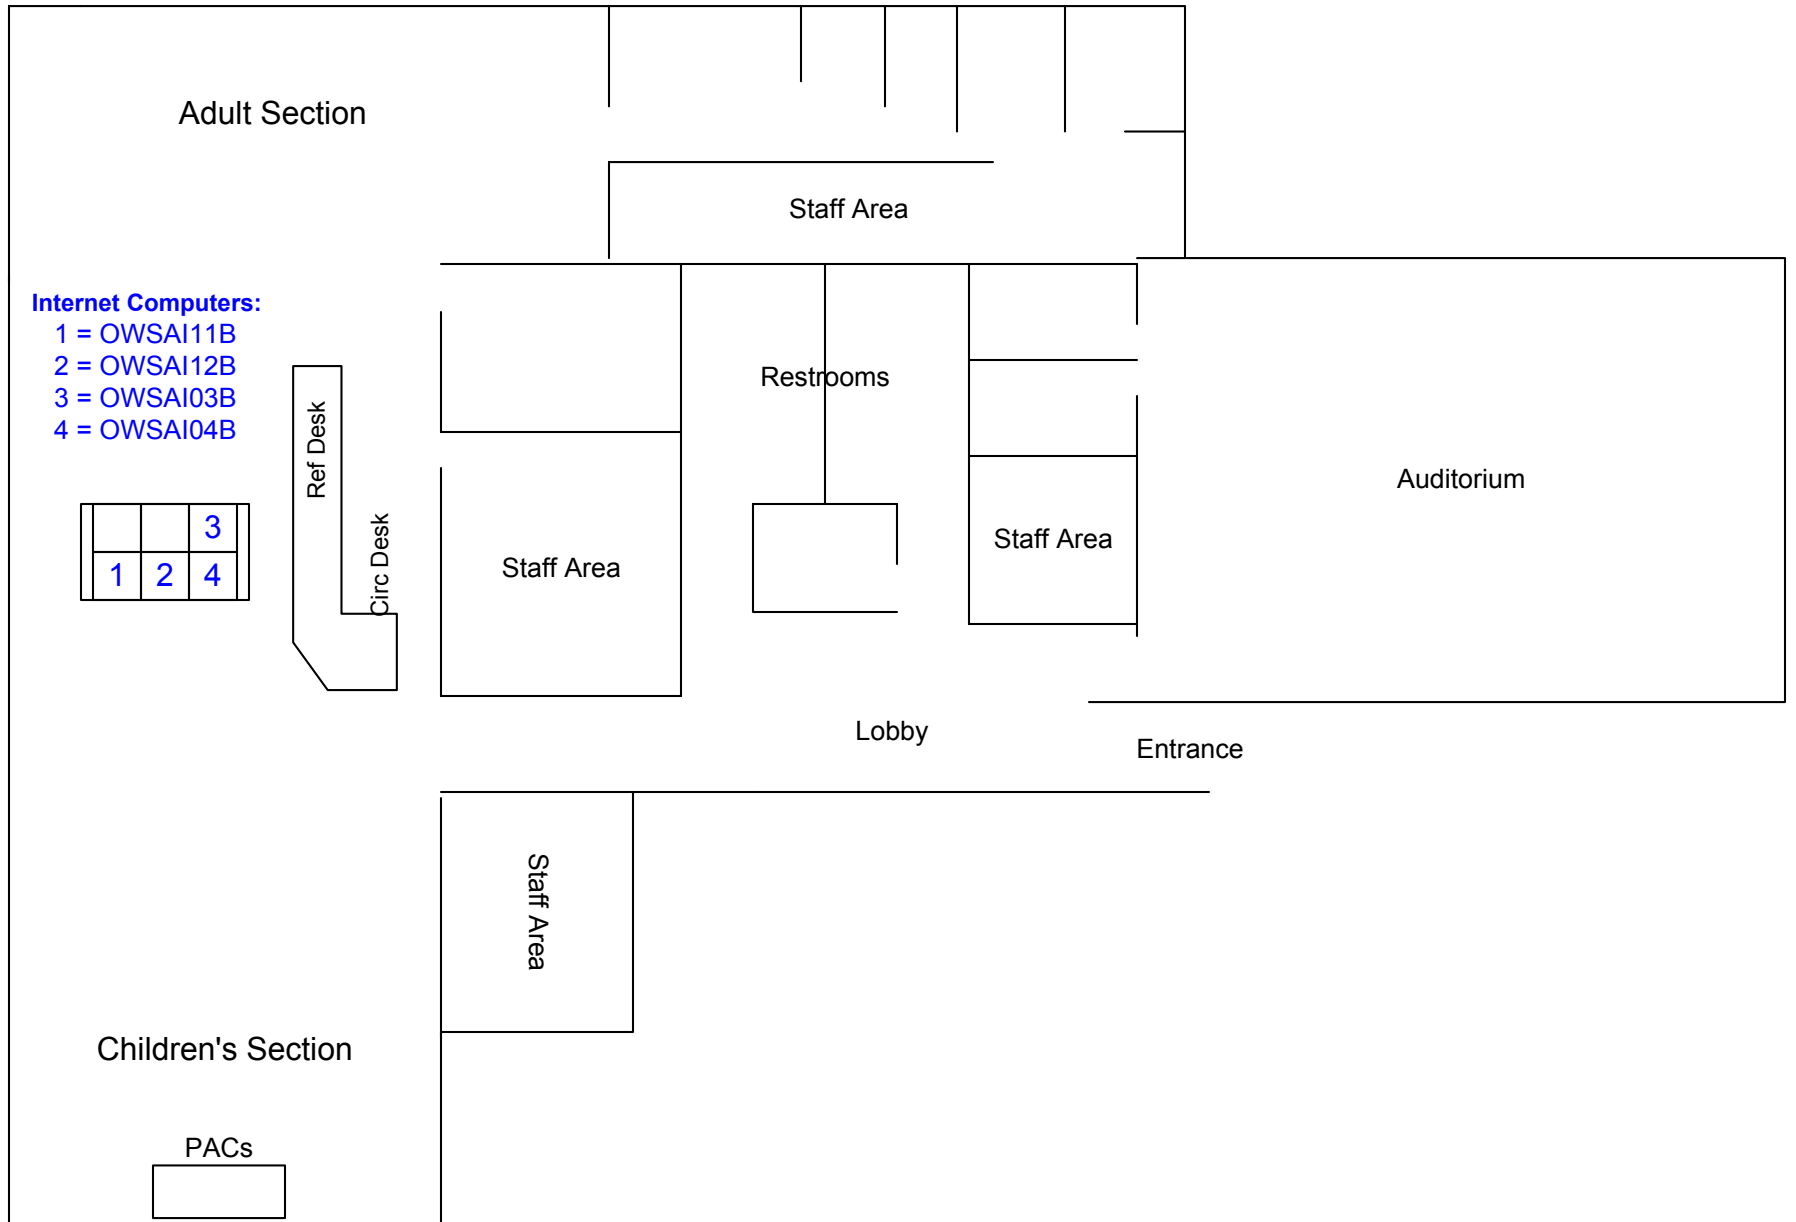 Adult Section
Staff Area
Internet Computers:
1 = OWSAI11B
2 = OWSAI12B
3 = OWSAI03B
4 = OWSAI04B
Restrooms
Ref Desk
Auditorium
3
1 2 4
Circ Desk
Staff Area
Staff Area
Lobby
Entrance
Staff Area
Children's Section
PACs